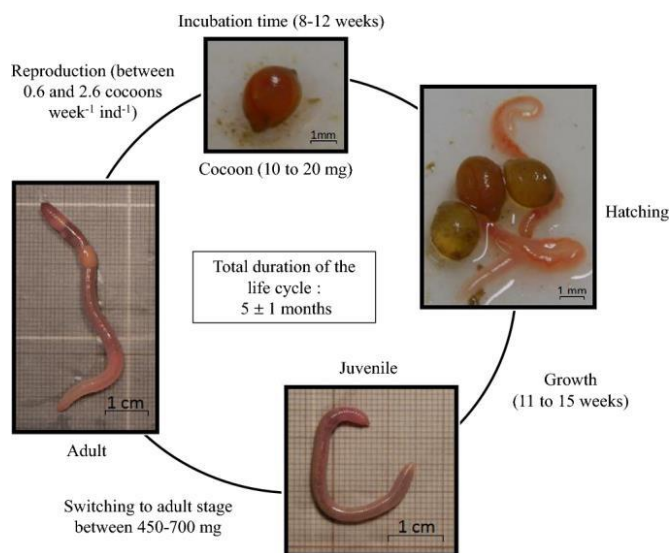 Incubation time (8-12 weeks)
Reproduction (between
0.6 and 2.6 cocoons
week⁻¹ ind⁻¹)
1mm
Cocoon (10 to 20 mg)
Hatching
1 mm
Total duration of the
life cycle :
5 ± 1 months
Juvenile
Growth
(11 to 15 weeks)
1 cm
Adult
1 cm
Switching to adult stage
between 450-700 mg